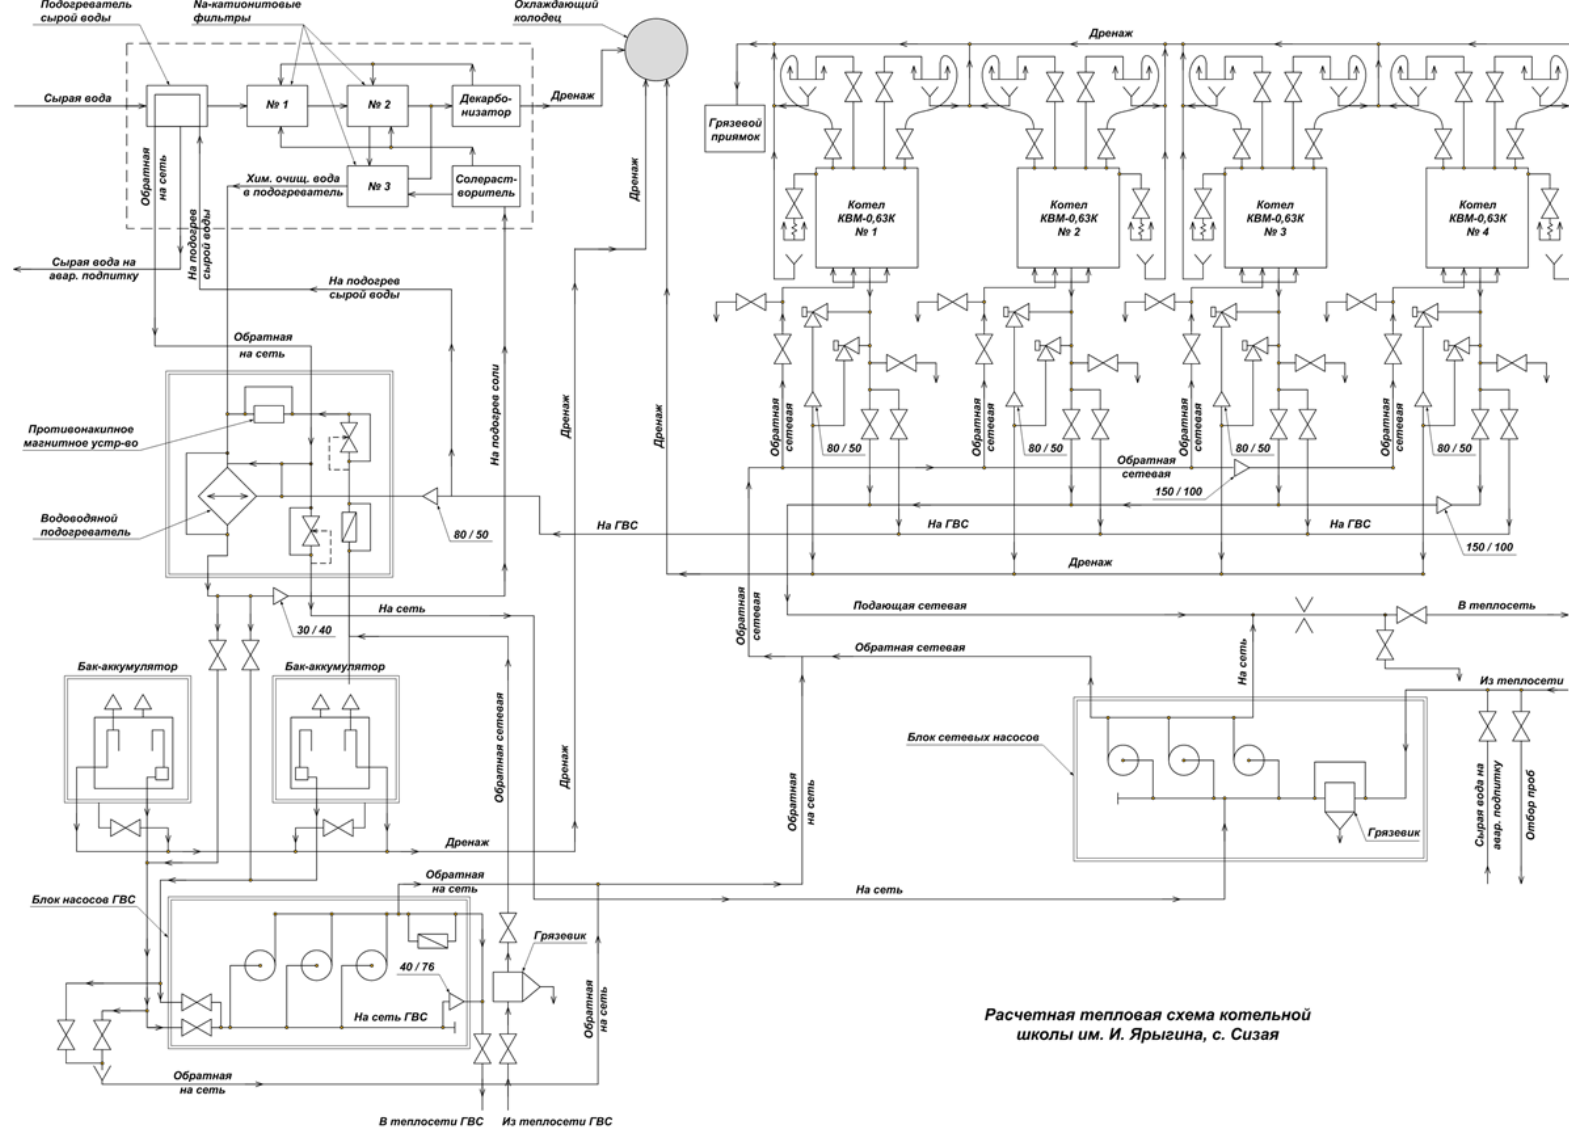 Подогреватель
сырой воды
Na-катионитовые
фильтры
Охлаждающий
колодец
Дренаж
Сырая вода
№ 1
№ 2
Декарбо-
низатор
Дренаж
Грязевой
приямок
Обратная
на сеть
Хим. очищ. вода
в подогреватель
№ 3
Солераст-
воритель
Дренаж
Котел
КВМ-0,63К
№ 1
Котел
КВМ-0,63К
№ 2
Котел
КВМ-0,63К
№ 3
Котел
КВМ-0,63К
№ 4
Сырая вода на
авар. подпитку
На подогрев
сырой воды
На подогрев
сырой воды
Обратная
на сеть
На подогрев соли
Дренаж
Дренаж
Противонакипное
магнитное устр-во
Обратная
сетевая
80 / 50
Обратная
сетевая
80 / 50
Обратная
сетевая
80 / 50
Обратная
сетевая
80 / 50
Обратная
сетевая
150 / 100
Водоводяной
подогреватель
80 / 50
На ГВС
На ГВС
На ГВС
150 / 100
Дренаж
30 / 40
На сеть
Обратная
сетевая
Подающая сетевая
В теплосеть
Обратная сетевая
На сеть
Из теплосети
Бак-аккумулятор
Бак-аккумулятор
Обратная сетевая
Дренаж
Блок сетевых насосов
Обратная
на сеть
Грязевик
Сырая вода на
авар. подпитку
Отбор проб
Дренаж
Обратная
на сеть
На сеть
Блок насосов ГВС
Грязевик
40 / 76
На сеть ГВС
Обратная
на сеть
Обратная
на сеть
В теплосети ГВС
Из теплосети ГВС
Расчетная тепловая схема котельной
школы им. И. Ярыгина, с. Сизая